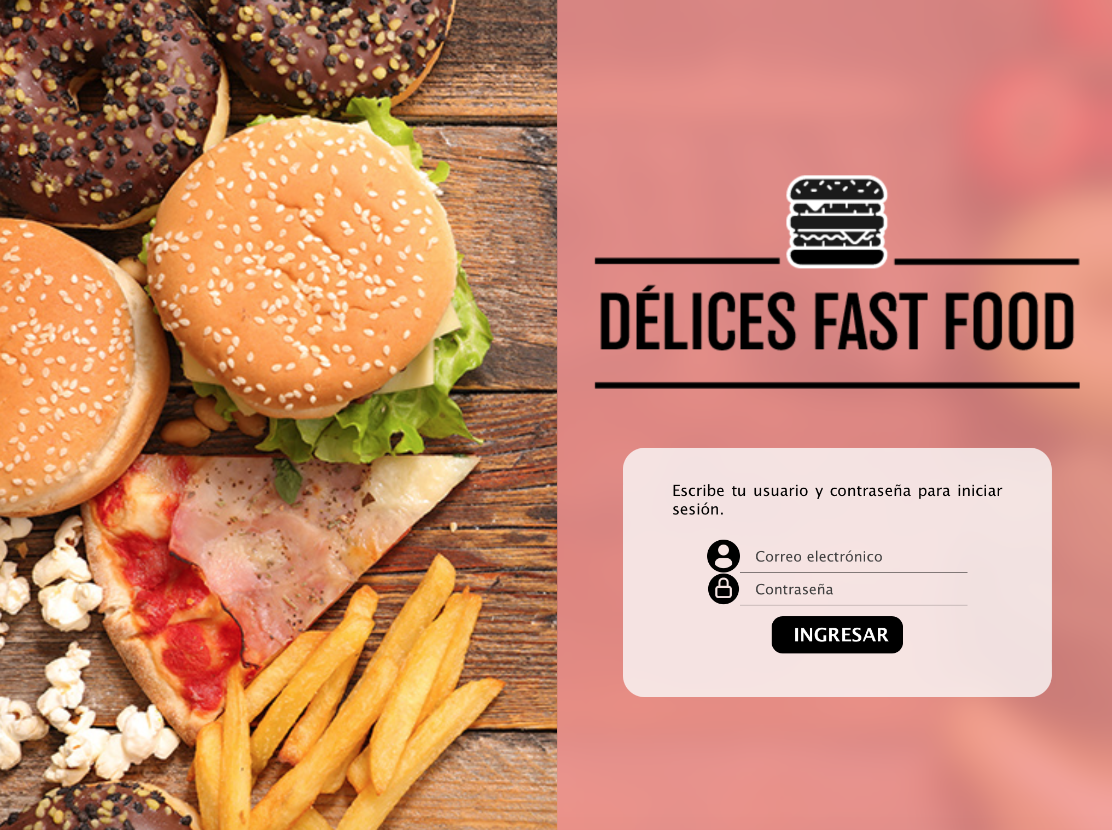 DÉLICES FAST FOOD
Escribe tu usuario y contraseña para iniciar
sesión.
Correo electrónico
Contraseña
INGRESAR